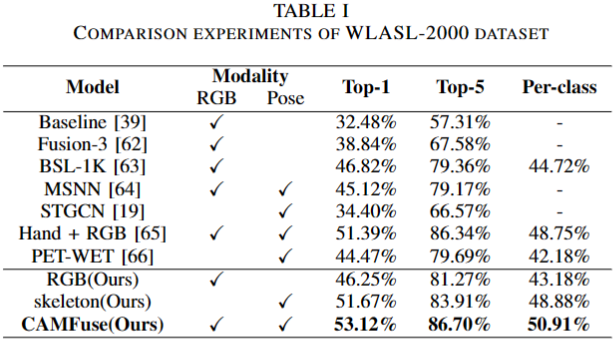 TABLE I
COMPARISON EXPERIMENTS OF WLASL-2000 DATASET
Model Modality Top-1 Top-5 Per-class
RGB Pose
Baseline [39] ✓ 32.48% 57.31% -
Fusion-3 [62] ✓ 38.84% 67.58% -
BSL-1K [63] ✓ 46.82% 79.36% 44.72%
MSNN [64] ✓ ✓ 45.12% 79.17% -
STGCN [19] ✓ 34.40% 66.57% -
Hand + RGB [65] ✓ ✓ 51.39% 86.34% 48.75%
PET-WET [66] ✓ 44.47% 79.69% 42.18%
RGB(Ours) ✓ 46.25% 81.27% 43.18%
skeleton(Ours) ✓ 51.67% 83.91% 48.88%
CAMFuse(Ours) ✓ ✓ 53.12% 86.70% 50.91%